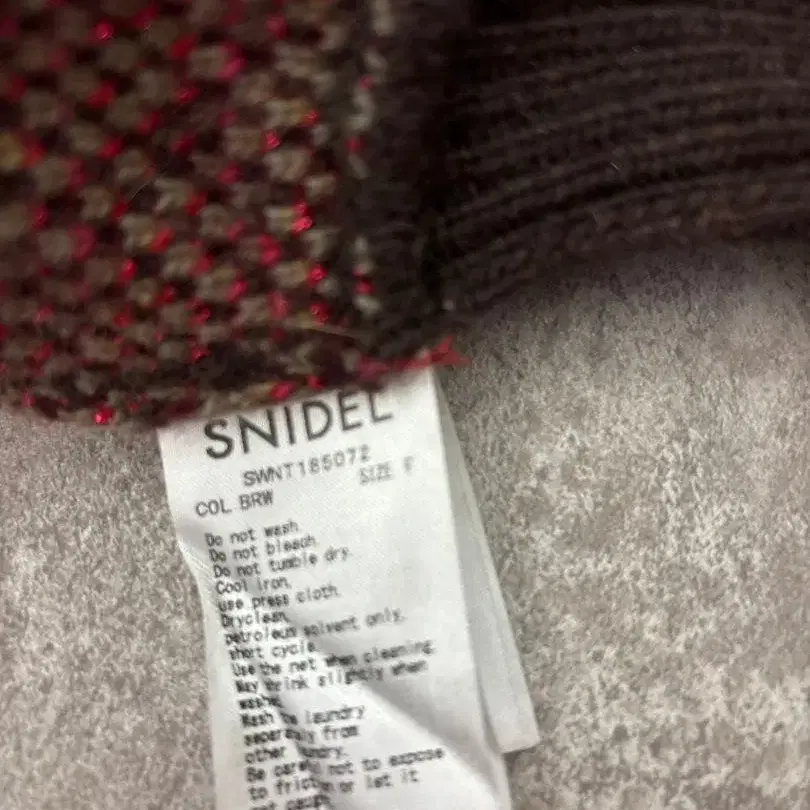 SNIDEL
SWNT185072
SIZE F
COL.BRW
Do not wash.
Do not bleach.
Do not tumble dry.
Cool iron,
use press cloth.
Dryclean,
petroleum solvent only,
short cycle.
Use the net when cleaning.
May shrink slightly when
washed.
Wash the laundry
separately from
other laundry.
Be careful not to expose
to friction or let it
get caught